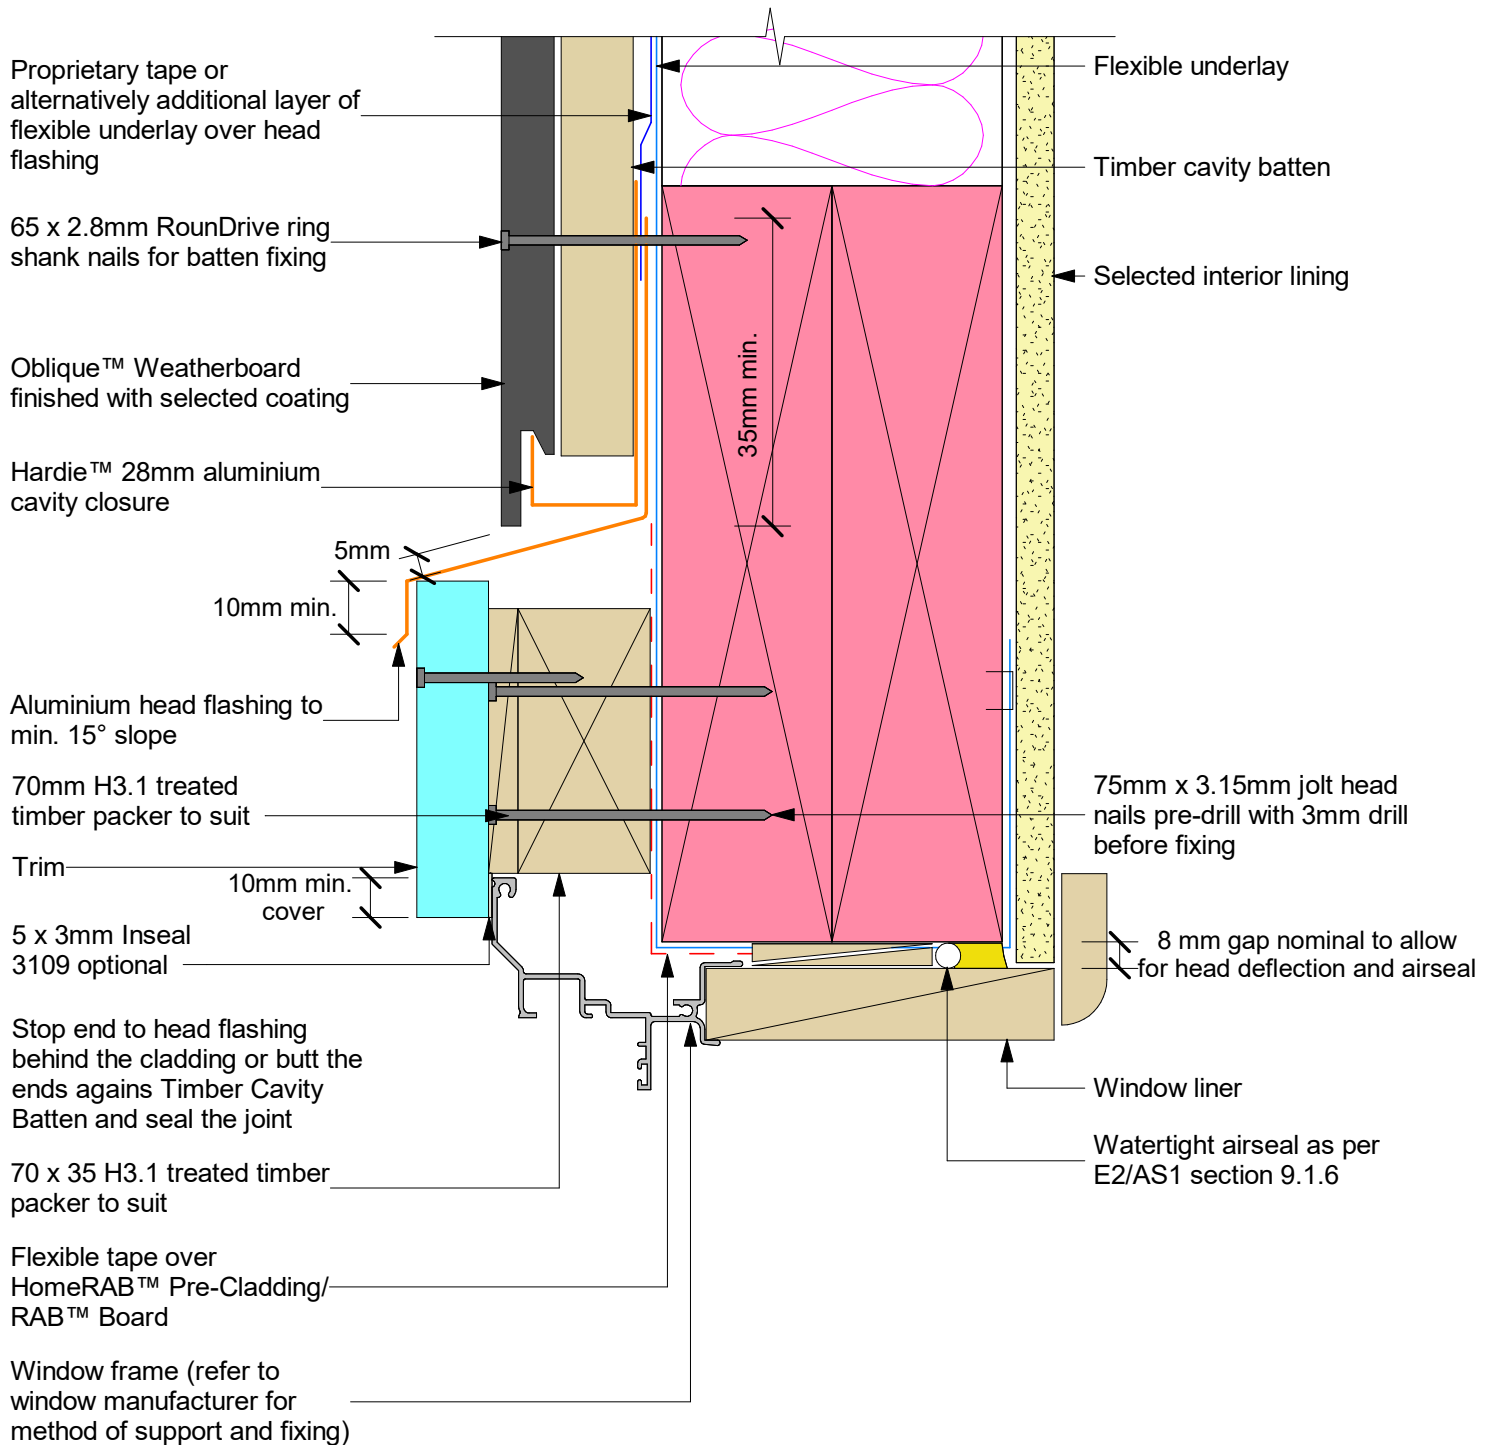 Proprietary tape or
alternatively additional layer of
flexible underlay over head
flashing
65 x 2.8mm RounDrive ring
shank nails for batten fixing
Oblique™ Weatherboard
finished with selected coating
Hardie™ 28mm aluminium
cavity closure
5mm
10mm min.
Aluminium head flashing to
min. 15° slope
70mm H3.1 treated
timber packer to suit
Trim
10mm min.
cover
5 x 3mm Inseal
3109 optional
Stop end to head flashing
behind the cladding or butt the
ends agains Timber Cavity
Batten and seal the joint
70 x 35 H3.1 treated timber
packer to suit
Flexible tape over
HomeRAB™ Pre-Cladding/
RAB™ Board
Window frame (refer to
window manufacturer for
method of support and fixing)
35mm min.
Flexible underlay
Timber cavity batten
Selected interior lining
75mm x 3.15mm jolt head
nails pre-drill with 3mm drill
before fixing
8 mm gap nominal to allow
for head deflection and airseal
Window liner
Watertight airseal as per
E2/AS1 section 9.1.6